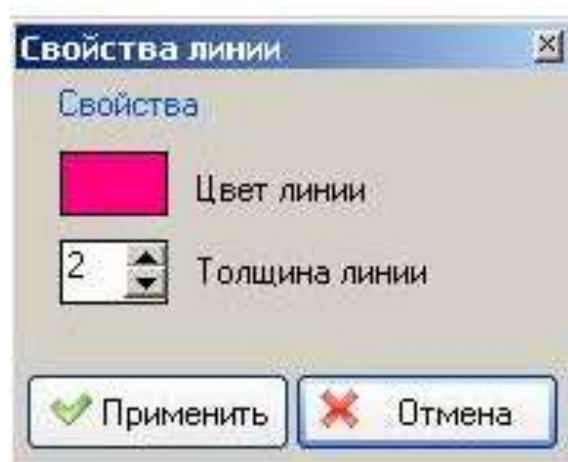 Свойства линии
Свойства
Цвет линии
2 Толщина линии
Применить Отмена